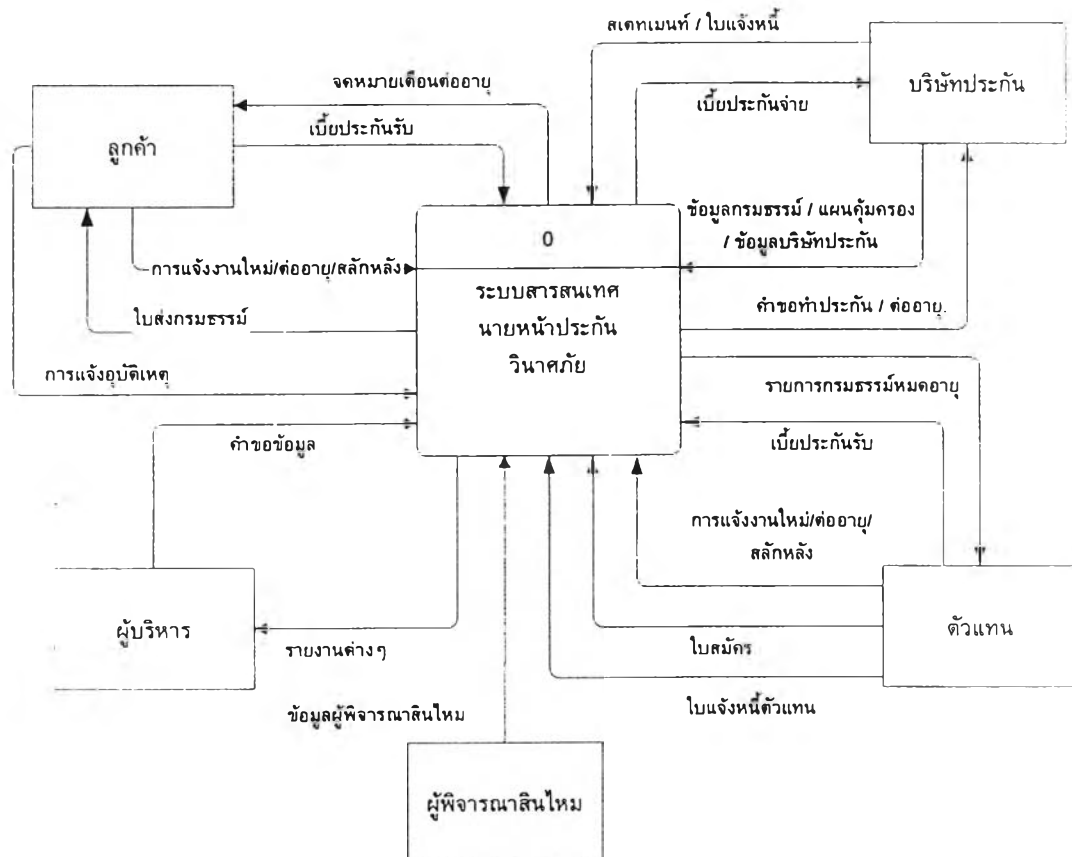 สเตทเมนท์ / ใบแจ้งหนี้
จดหมายเตือนต่ออายุ
บริษัทประกัน
เบี้ยประกันจ่าย
เบี้ยประกันรับ
ลูกค้า
ข้อมูลกรมธรรม์ / แผนคุ้มครอง
/ ข้อมูลบริษัทประกัน
0
การแจ้งงานใหม่/ต่ออายุ/สลักหลัง
ระบบสารสนเทศ
นายหน้าประกัน
วินาศภัย
ใบส่งกรมธรรม์
คำขอทำประกัน / ต่ออายุ
การแจ้งอุบัติเหตุ
รายการกรมธรรม์หมดอายุ
คำขอข้อมูล
เบี้ยประกันรับ
การแจ้งงานใหม่/ต่ออายุ/
สลักหลัง
ผู้บริหาร
ตัวแทน
รายงานต่างๆ
ใบสมัคร
ข้อมูลผู้พิจารณาสินไหม
ใบแจ้งหนี้ตัวแทน
ผู้พิจารณาสินไหม